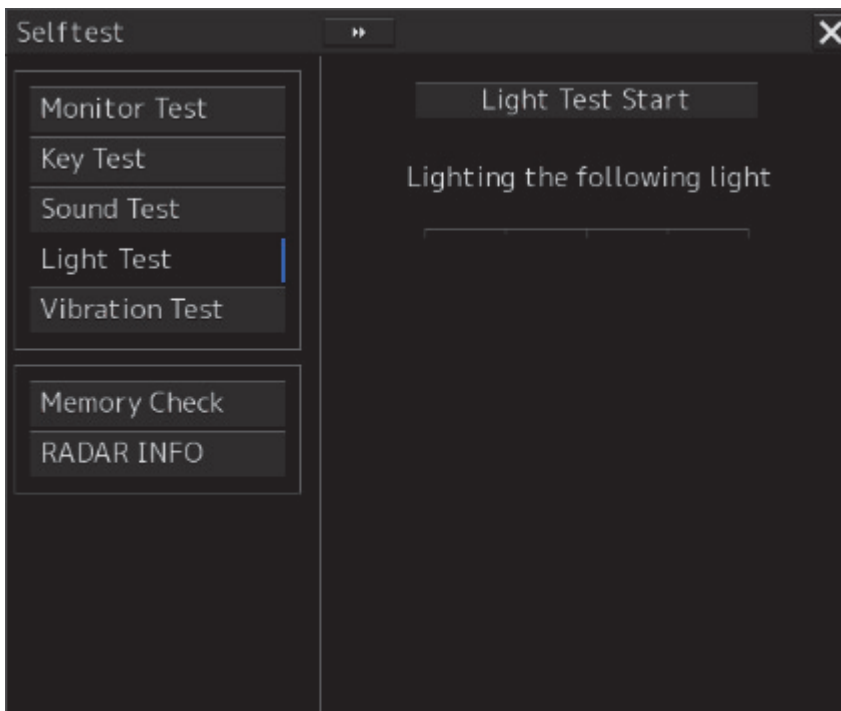 Selftest
Monitor Test
Key Test
Sound Test
Light Test
Vibration Test
Memory Check
RADAR INFO
Light Test Start
Lighting the following light